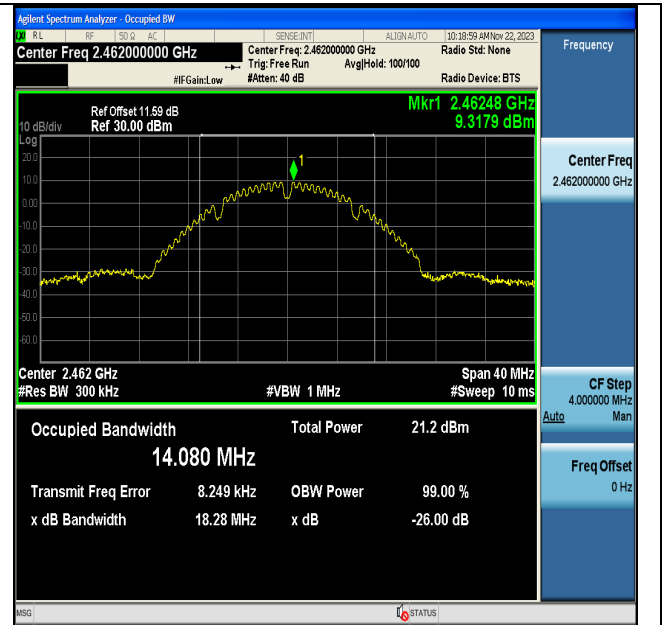 Agilent Spectrum Analyzer - Occupied BW
LXI RL RF 50 Ω AC SENSE:INT ALIGN AUTO 10:18:59 AM Nov 22, 2023
Center Freq 2.462000000 GHz
Center Freq: 2.462000000 GHz Radio Std: None
Trig: Free Run Avg|Hold: 100/100
#IFGain:Low #Atten: 40 dB Radio Device: BTS
Frequency
Mkr1 2.46248 GHz
9.3179 dBm
Ref Offset 11.59 dB
10 dB/div Ref 30.00 dBm
Log
20.0
10.0
0.00
-10.0
-20.0
-30.0
-40.0
-50.0
-60.0
1
Center 2.462 GHz Span 40 MHz
#Res BW 300 kHz #VBW 1 MHz #Sweep 10 ms
Occupied Bandwidth Total Power 21.2 dBm
14.080 MHz
Transmit Freq Error 8.249 kHz OBW Power 99.00 %
x dB Bandwidth 18.28 MHz x dB -26.00 dB
Center Freq
2.462000000 GHz
CF Step
4.000000 MHz
Auto Man
Freq Offset
0 Hz
MSG STATUS